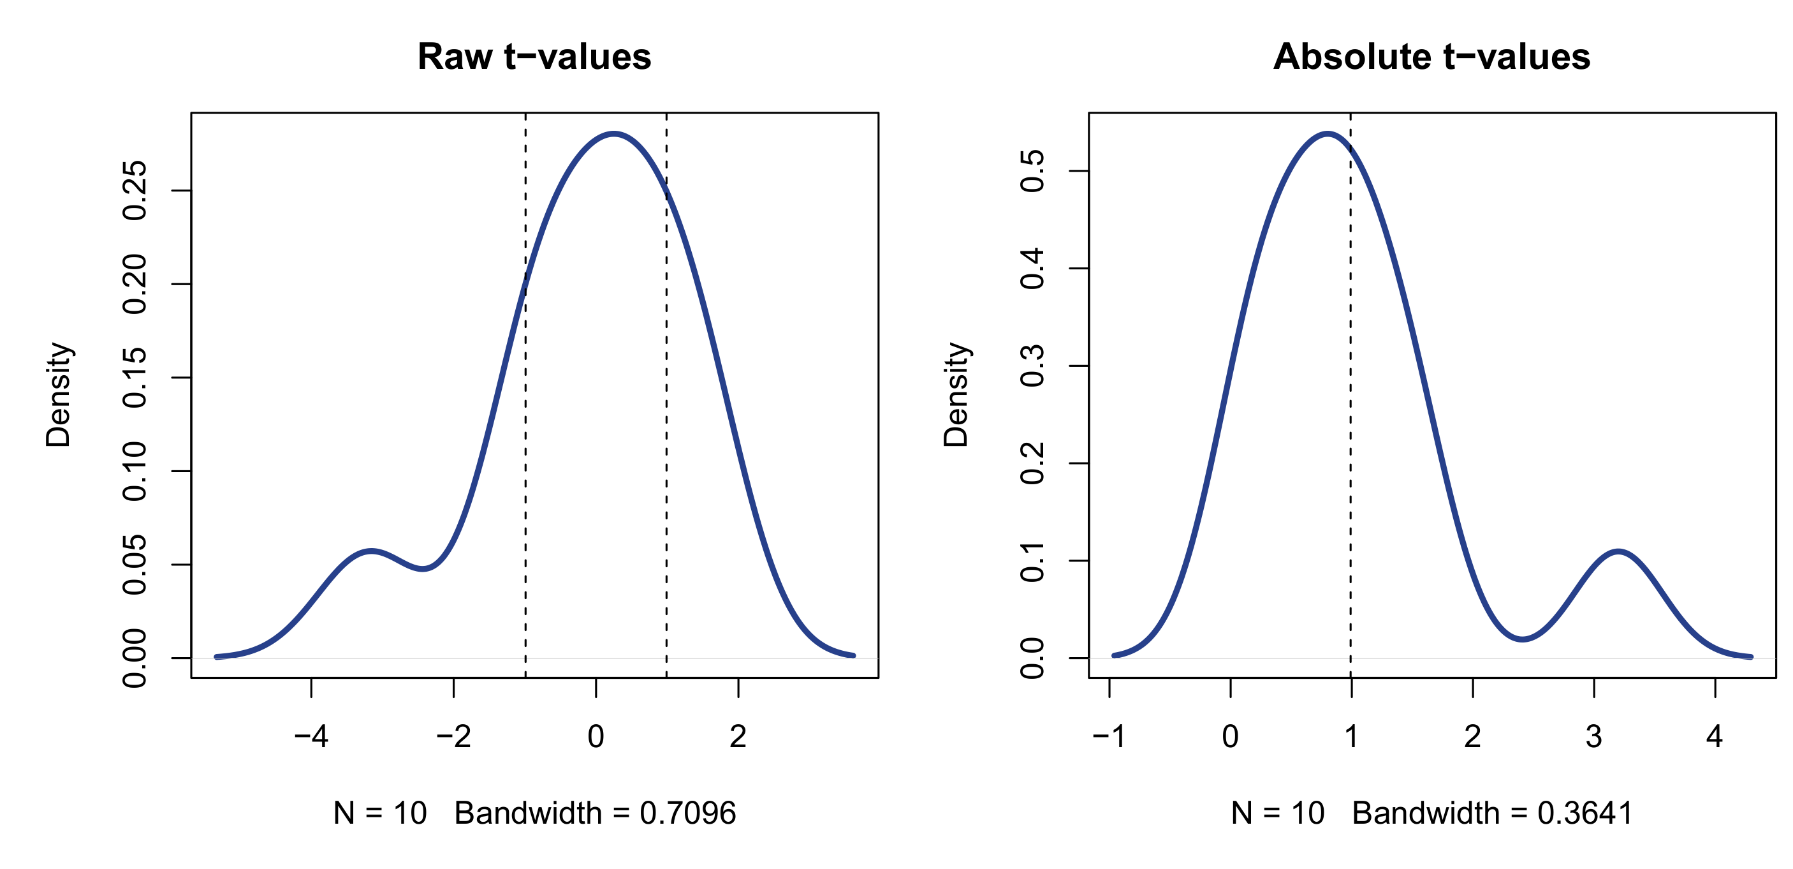 Raw t−values
Density
0.00 0.05 0.10 0.15 0.20 0.25
−4 −2 0 2
N = 10 Bandwidth = 0.7096
Absolute t−values
Density
0.0 0.1 0.2 0.3 0.4 0.5
−1 0 1 2 3 4
N = 10 Bandwidth = 0.3641